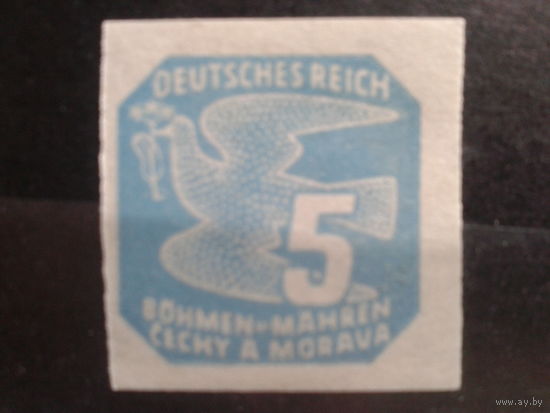 DEUTSCHES REICH
5
BÖHMEN-MÄHREN
ČECHY A MORAVA
www.ay.by